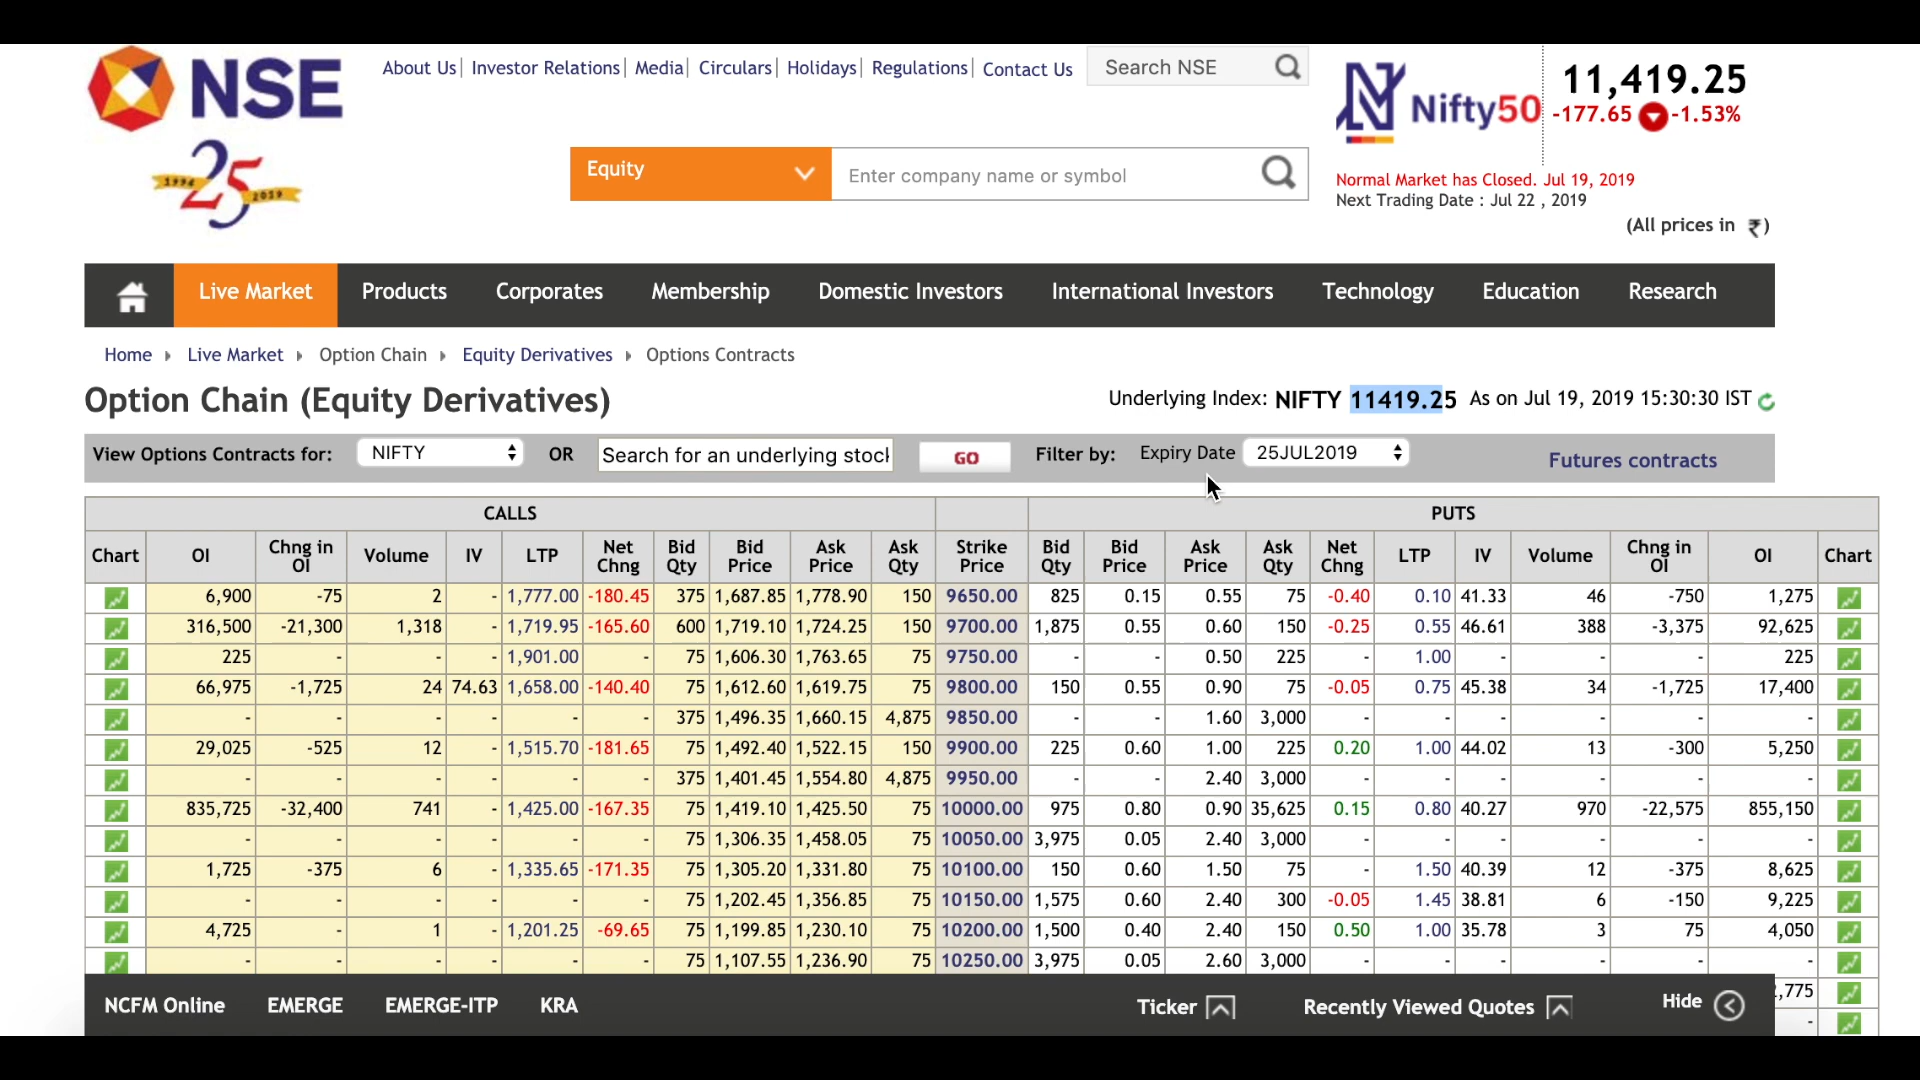 NSE
1994 25 2019
About Us | Investor Relations | Media | Circulars | Holidays | Regulations | Contact Us
Search NSE
Nifty50
11,419.25
-177.65 -1.53%
Equity
Enter company name or symbol
Normal Market has Closed. Jul 19, 2019
Next Trading Date : Jul 22 , 2019
(All prices in ₹)
Live Market Products Corporates Membership Domestic Investors International Investors Technology Education Research
Home Live Market Option Chain Equity Derivatives Options Contracts
Option Chain (Equity Derivatives)
Underlying Index: NIFTY 11419.25 As on Jul 19, 2019 15:30:30 IST
View Options Contracts for: NIFTY OR Search for an underlying stock GO Filter by: Expiry Date 25JUL2019 Futures contracts
CALLS PUTS
Chart OI Chng in OI Volume IV LTP Net Chng Bid Qty Bid Price Ask Price Ask Qty Strike Price Bid Qty Bid Price Ask Price Ask Qty Net Chng LTP IV Volume Chng in OI OI Chart
6,900 -75 2 - 1,777.00 -180.45 375 1,687.85 1,778.90 150 9650.00 825 0.15 0.55 75 -0.40 0.10 41.33 46 -750 1,275
316,500 -21,300 1,318 - 1,719.95 -165.60 600 1,719.10 1,724.25 150 9700.00 1,875 0.55 0.60 150 -0.25 0.55 46.61 388 -3,375 92,625
225 - - - 1,901.00 - 75 1,606.30 1,763.65 75 9750.00 - - 0.50 225 - 1.00 - - - 225
66,975 -1,725 24 74.63 1,658.00 -140.40 75 1,612.60 1,619.75 75 9800.00 150 0.55 0.90 75 -0.05 0.75 45.38 34 -1,725 17,400
- - - - - - 375 1,496.35 1,660.15 4,875 9850.00 - - 1.60 3,000 - - - - - -
29,025 -525 12 - 1,515.70 -181.65 75 1,492.40 1,522.15 150 9900.00 225 0.60 1.00 225 0.20 1.00 44.02 13 -300 5,250
- - - - - - 375 1,401.45 1,554.80 4,875 9950.00 - - 2.40 3,000 - - - - - -
835,725 -32,400 741 - 1,425.00 -167.35 75 1,419.10 1,425.50 75 10000.00 975 0.80 0.90 35,625 0.15 0.80 40.27 970 -22,575 855,150
- - - - - - 75 1,306.35 1,458.05 75 10050.00 3,975 0.05 2.40 3,000 - - - - - -
1,725 -375 6 - 1,335.65 -171.35 75 1,305.20 1,331.80 75 10100.00 150 0.60 1.50 75 - 1.50 40.39 12 -375 8,625
- - - - - - 75 1,202.45 1,356.85 75 10150.00 1,575 0.60 2.40 300 -0.05 1.45 38.81 6 -150 9,225
4,725 - 1 - 1,201.25 -69.65 75 1,199.85 1,230.10 75 10200.00 1,500 0.40 2.40 150 0.50 1.00 35.78 3 75 4,050
- - - - - - 75 1,107.55 1,236.90 75 10250.00 3,975 0.05 2.60 3,000 - - - - - -
,775
-
NCFM Online EMERGE EMERGE-ITP KRA Ticker Recently Viewed Quotes Hide